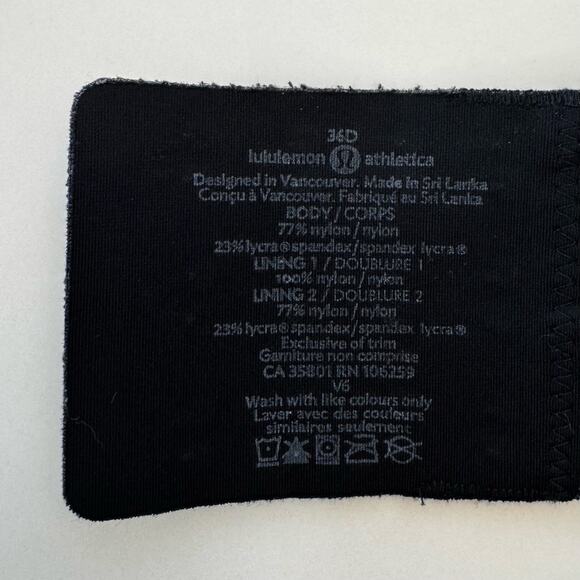 36D
lululemon athletica
Designed in Vancouver. Made in Sri Lanka
Conçu à Vancouver. Fabriqué au Sri Lanka
BODY / CORPS
77% nylon / nylon
23% lycra® spandex/spandex lycra®
LINING 1 / DOUBLURE 1
100% nylon / nylon
LINING 2 / DOUBLURE 2
77% nylon / nylon
23% lycra® spandex/spandex lycra®
Exclusive of trim
Garniture non comprise
CA 35801 RN 106259
V6
Wash with like colours only
Laver avec des couleurs
similaires seulement